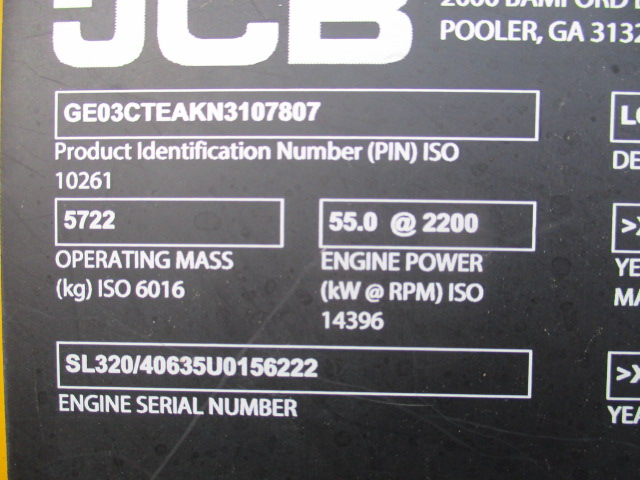 JCB
POOLER, GA 3132
GE03CTEAKN3107807
Product Identification Number (PIN) ISO
10261
5722
55.0 @ 2200
OPERATING MASS
(kg) ISO 6016
ENGINE POWER
(kW @ RPM) ISO
14396
SL320/40635U0156222
ENGINE SERIAL NUMBER